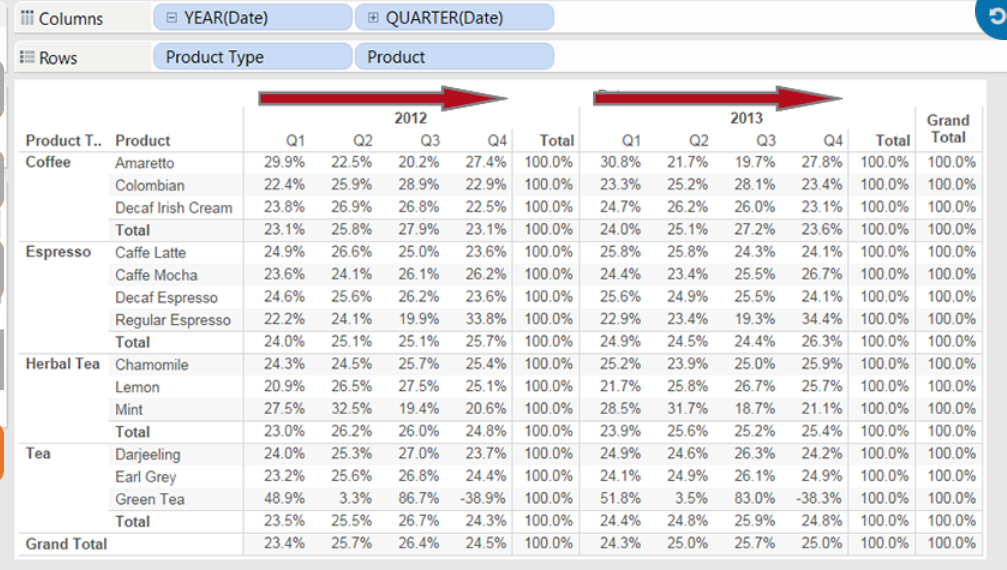 Columns YEAR(Date) QUARTER(Date)
Rows Product Type Product
2012 2013 Grand
Product T.. Product Q1 Q2 Q3 Q4 Total Q1 Q2 Q3 Q4 Total Total
Coffee Amaretto 29.9% 22.5% 20.2% 27.4% 100.0% 30.8% 21.7% 19.7% 27.8% 100.0% 100.0%
Colombian 22.4% 25.9% 28.9% 22.9% 100.0% 23.3% 25.2% 28.1% 23.4% 100.0% 100.0%
Decaf Irish Cream 23.8% 26.9% 26.8% 22.5% 100.0% 24.7% 26.2% 26.0% 23.1% 100.0% 100.0%
Total 23.1% 25.8% 27.9% 23.1% 100.0% 24.0% 25.1% 27.2% 23.6% 100.0% 100.0%
Espresso Caffe Latte 24.9% 26.6% 25.0% 23.6% 100.0% 25.8% 25.8% 24.3% 24.1% 100.0% 100.0%
Caffe Mocha 23.6% 24.1% 26.1% 26.2% 100.0% 24.4% 23.4% 25.5% 26.7% 100.0% 100.0%
Decaf Espresso 24.6% 25.6% 26.2% 23.6% 100.0% 25.6% 24.9% 25.5% 24.1% 100.0% 100.0%
Regular Espresso 22.2% 24.1% 19.9% 33.8% 100.0% 22.9% 23.4% 19.3% 34.4% 100.0% 100.0%
Total 24.0% 25.1% 25.1% 25.7% 100.0% 24.9% 24.5% 24.4% 26.3% 100.0% 100.0%
Herbal Tea Chamomile 24.3% 24.5% 25.7% 25.4% 100.0% 25.2% 23.9% 25.0% 25.9% 100.0% 100.0%
Lemon 20.9% 26.5% 27.5% 25.1% 100.0% 21.7% 25.8% 26.7% 25.7% 100.0% 100.0%
Mint 27.5% 32.5% 19.4% 20.6% 100.0% 28.5% 31.7% 18.7% 21.1% 100.0% 100.0%
Total 23.0% 26.2% 26.0% 24.8% 100.0% 23.9% 25.6% 25.2% 25.4% 100.0% 100.0%
Tea Darjeeling 24.0% 25.3% 27.0% 23.7% 100.0% 24.9% 24.6% 26.3% 24.2% 100.0% 100.0%
Earl Grey 23.2% 25.6% 26.8% 24.4% 100.0% 24.1% 24.9% 26.1% 24.9% 100.0% 100.0%
Green Tea 48.9% 3.3% 86.7% -38.9% 100.0% 51.8% 3.5% 83.0% -38.3% 100.0% 100.0%
Total 23.5% 25.5% 26.7% 24.3% 100.0% 24.4% 24.8% 25.9% 24.8% 100.0% 100.0%
Grand Total 23.4% 25.7% 26.4% 24.5% 100.0% 24.3% 25.0% 25.7% 25.0% 100.0% 100.0%